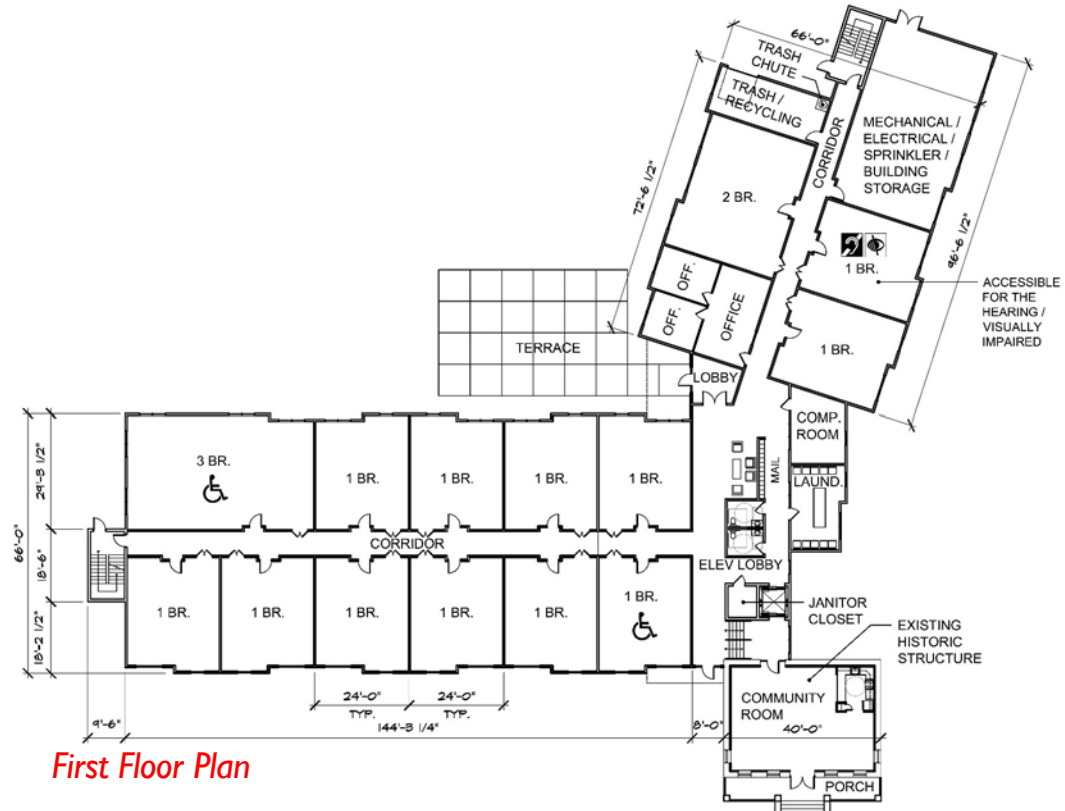 66'-0"
TRASH
CHUTE
TRASH /
RECYCLING
CORRIDOR
MECHANICAL /
ELECTRICAL /
SPRINKLER /
BUILDING
STORAGE
72'-6 1/2"
2 BR.
96'-6 1/2"
1 BR.
ACCESSIBLE
FOR THE
HEARING /
VISUALLY
IMPAIRED
OFF.
OFF.
OFFICE
1 BR.
TERRACE
LOBBY
COMP.
ROOM
MAIL
LAUND.
29'-3 1/2"
66'-0"
18'-6"
18'-2 1/2"
3 BR.
1 BR.
1 BR.
1 BR.
1 BR.
CORRIDOR
ELEV LOBBY
1 BR.
1 BR.
1 BR.
1 BR.
1 BR.
1 BR.
JANITOR
CLOSET
EXISTING
HISTORIC
STRUCTURE
COMMUNITY
ROOM
24'-0"
TYP.
24'-0"
TYP.
9'-6"
144'-3 1/4"
8'-0"
40'-0"
PORCH
First Floor Plan